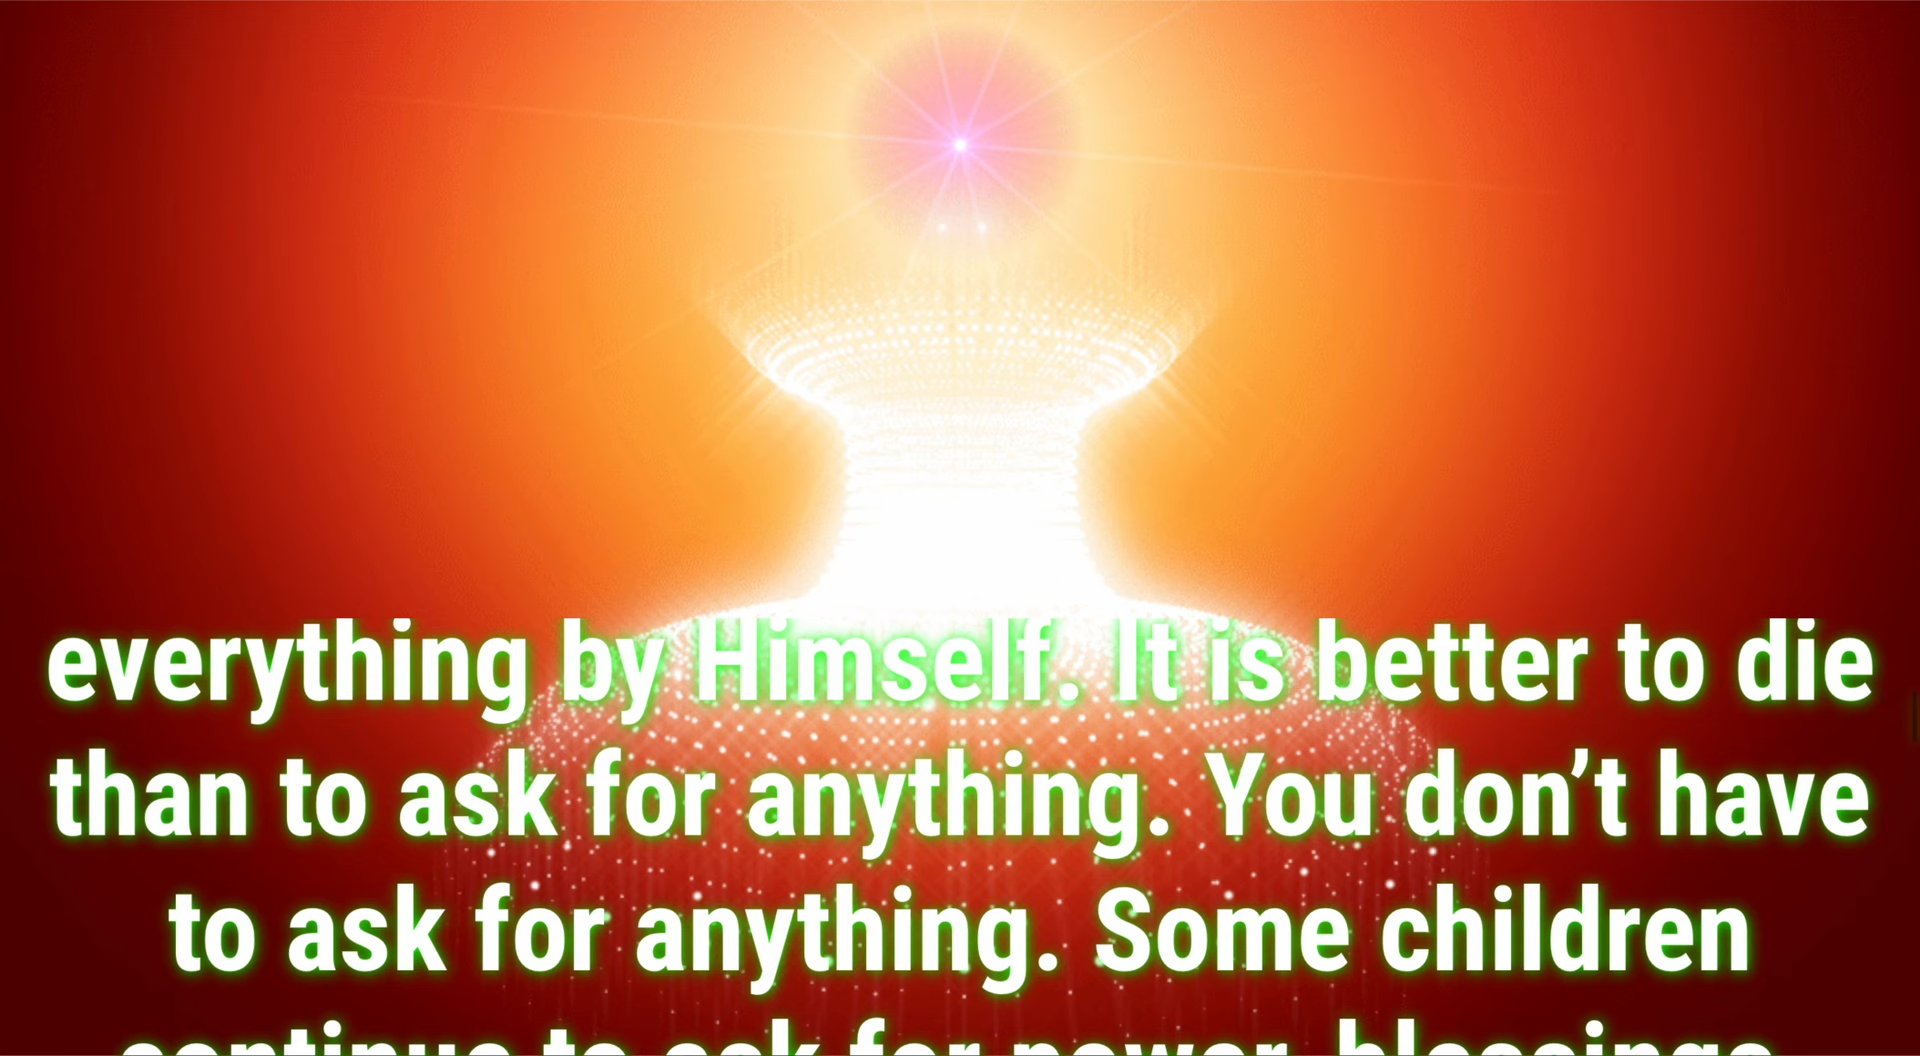 everything by Himself. It is better to die
than to ask for anything. You don’t have
to ask for anything. Some children
continue to ask for power, blessings,